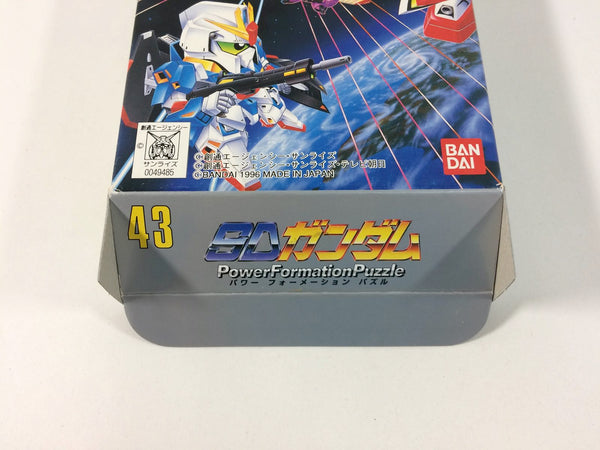 創通エージェンシー
©
サンライズ
0049485
©創通エージェンシー・サンライズ
©創通エージェンシー・サンライズ・テレビ朝日
©BANDAI 1996 MADE IN JAPAN
BAN
DAI
43
SDガンダム
PowerFormationPuzzle
パワー フォーメーション パズル